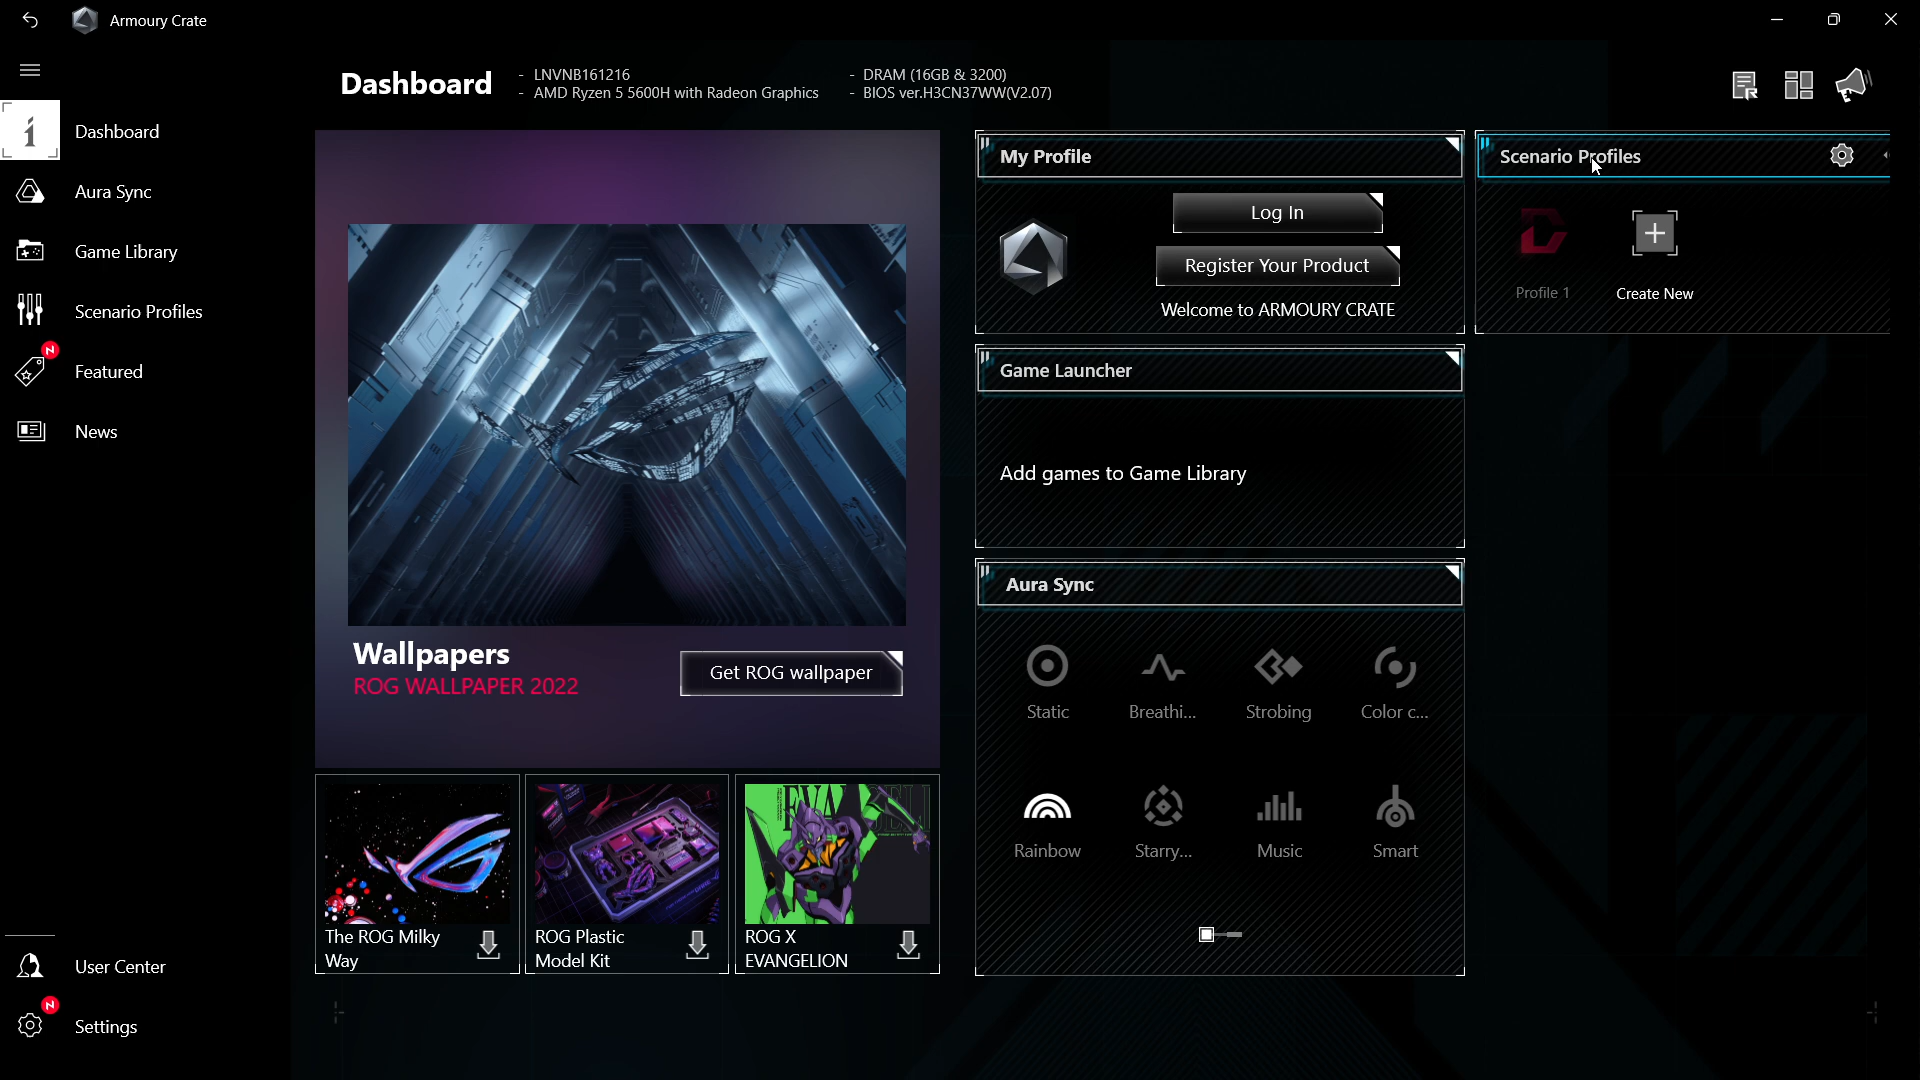 Armoury Crate
Dashboard
- LNVNB161216
- AMD Ryzen 5 5600H with Radeon Graphics
- DRAM (16GB & 3200)
- BIOS ver.H3CN37WW(V2.07)
Dashboard
Aura Sync
Game Library
Scenario Profiles
N
Featured
News
User Center
N
Settings
Wallpapers
ROG WALLPAPER 2022
Get ROG wallpaper
The ROG Milky
Way
ROG Plastic
Model Kit
EVA
ROG X
EVANGELION
My Profile
Log In
Register Your Product
Welcome to ARMOURY CRATE
Game Launcher
Add games to Game Library
Aura Sync
Static
Breathi...
Strobing
Color c...
Rainbow
Starry...
Music
Smart
Scenario Profiles
Profile 1
Create New